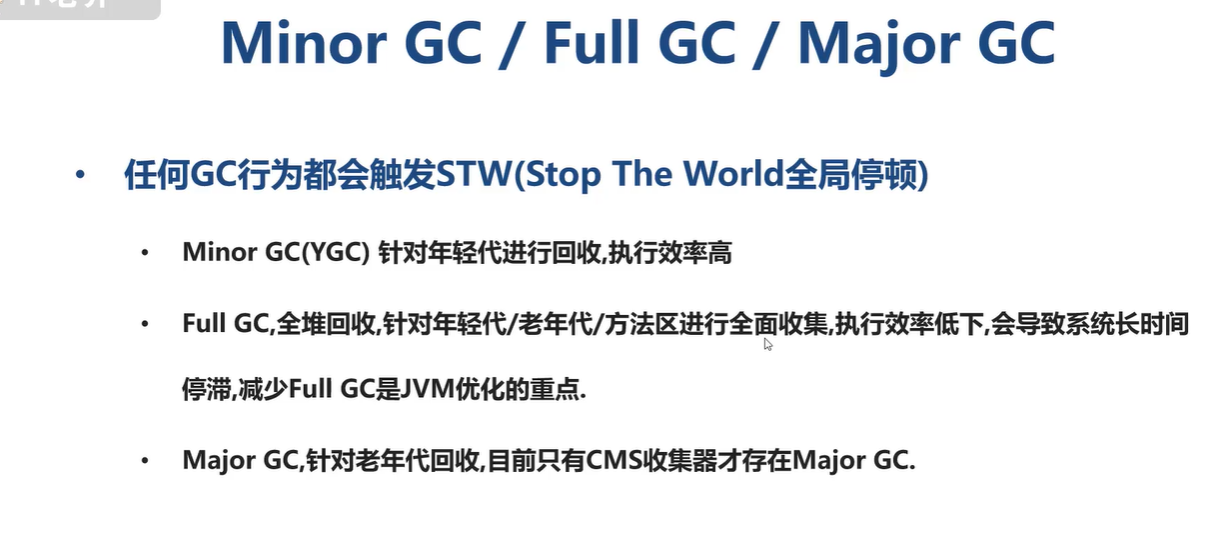 Minor GC / Full GC / Major GC
• 任何GC行为都会触发STW(Stop The World全局停顿)
• Minor GC(YGC) 针对年轻代进行回收,执行效率高
• Full GC,全堆回收,针对年轻代/老年代/方法区进行全面收集,执行效率低下,会导致系统长时间
停滞,减少Full GC是JVM优化的重点.
• Major GC,针对老年代回收,目前只有CMS收集器才存在Major GC.